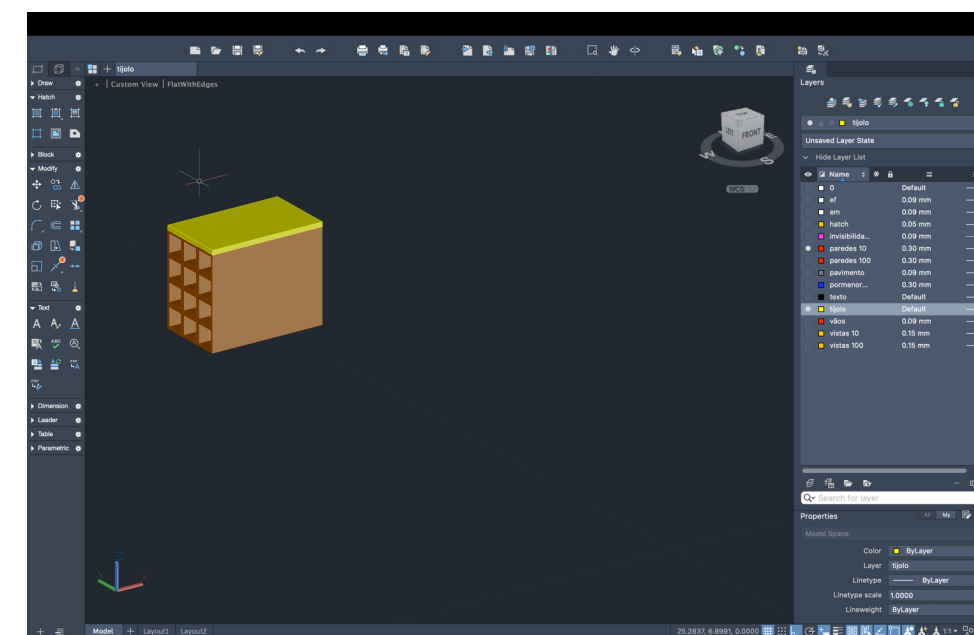 tijolo
+ | Custom View | FlatWithEdges
Draw
Hatch
Block
Modify
Text
Dimension
Leader
Table
Parametric
TOP
LEFT
FRONT
W
S
WCS
Layers
tijolo
Unsaved Layer State
Hide Layer List
Name
0 Default
ef 0.09 mm
em 0.09 mm
hatch 0.05 mm
invisibilida... 0.09 mm
paredes 10 0.30 mm
paredes 100 0.30 mm
pavimento 0.09 mm
pormenor... 0.30 mm
texto Default
tijolo Default
vãos 0.09 mm
vistas 10 0.15 mm
vistas 100 0.15 mm
Search for layer
Properties All My
Model Space
Color ByLayer
Layer tijolo
Linetype ByLayer
Linetype scale 1.0000
Lineweight ByLayer
Model + Layout1 Layout2
25.2837, 6.9991, 0.0000
1:1